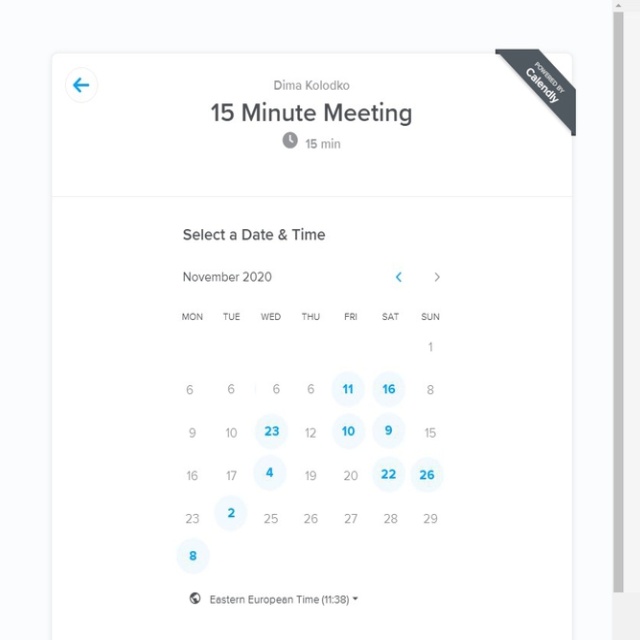 POWERED BY
Calendly
Dima Kolodko
15 Minute Meeting
15 min
Select a Date & Time
November 2020
MON TUE WED THU FRI SAT SUN
1
6 6 6 6 11 16 8
9 10 23 12 10 9 15
16 17 4 19 20 22 26
23 2 25 26 27 28 29
8
Eastern European Time (11:38)